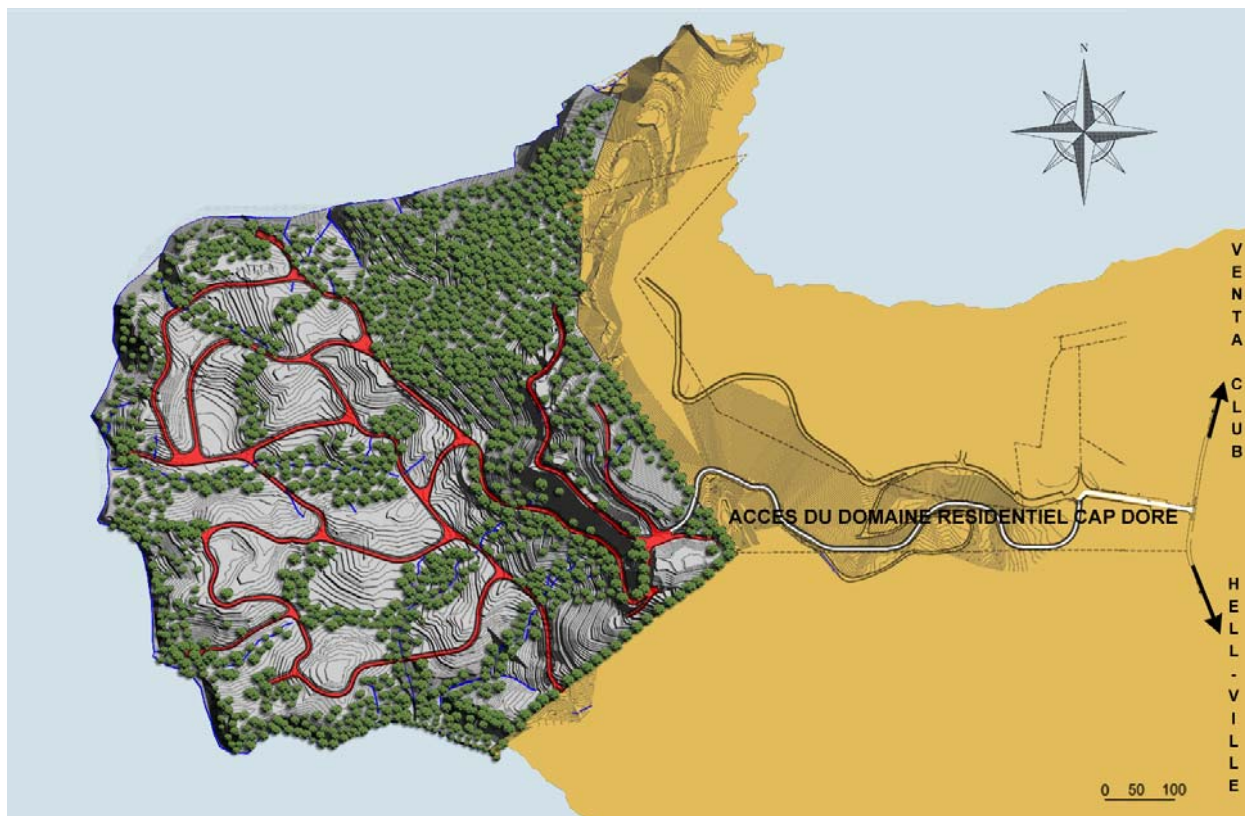 N
VENTA CLUB
ACCES DU DOMAINE RESIDENTIEL CAP DORE
HELL-VILLE
0 50 100